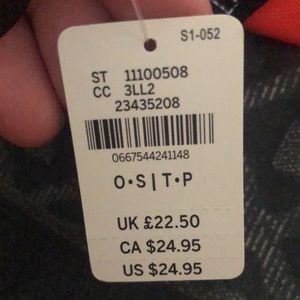 S1-052
ST 11100508
CC 3LL2
23435208
0667544241148
O•S|T•P
UK £22.50
CA $24.95
US $24.95